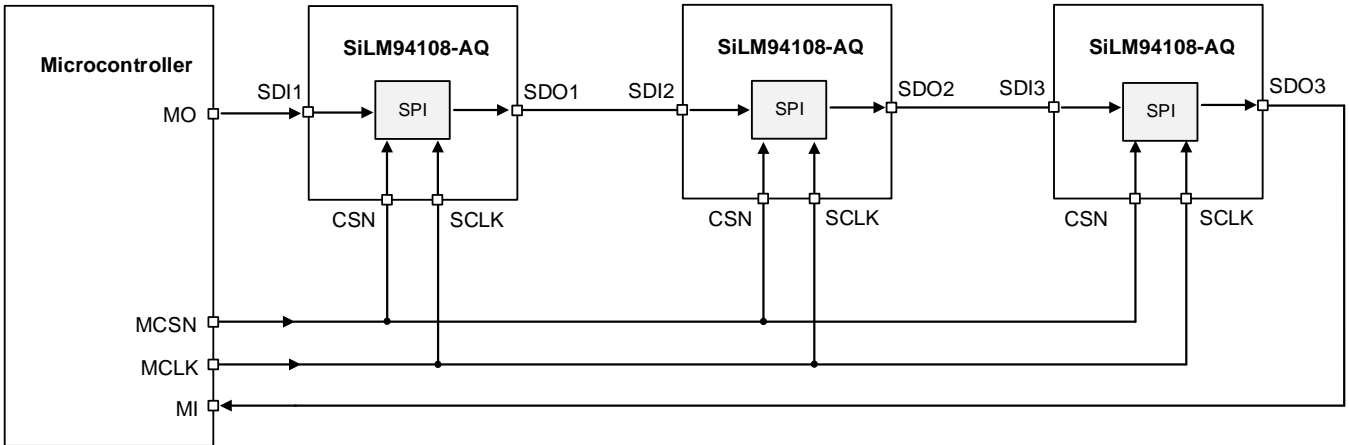 Microcontroller
MO
MCSN
MCLK
MI
SiLM94108-AQ
SDI1
SPI
SDO1
CSN
SCLK
SiLM94108-AQ
SDI2
SPI
SDO2
CSN
SCLK
SiLM94108-AQ
SDI3
SPI
SDO3
CSN
SCLK